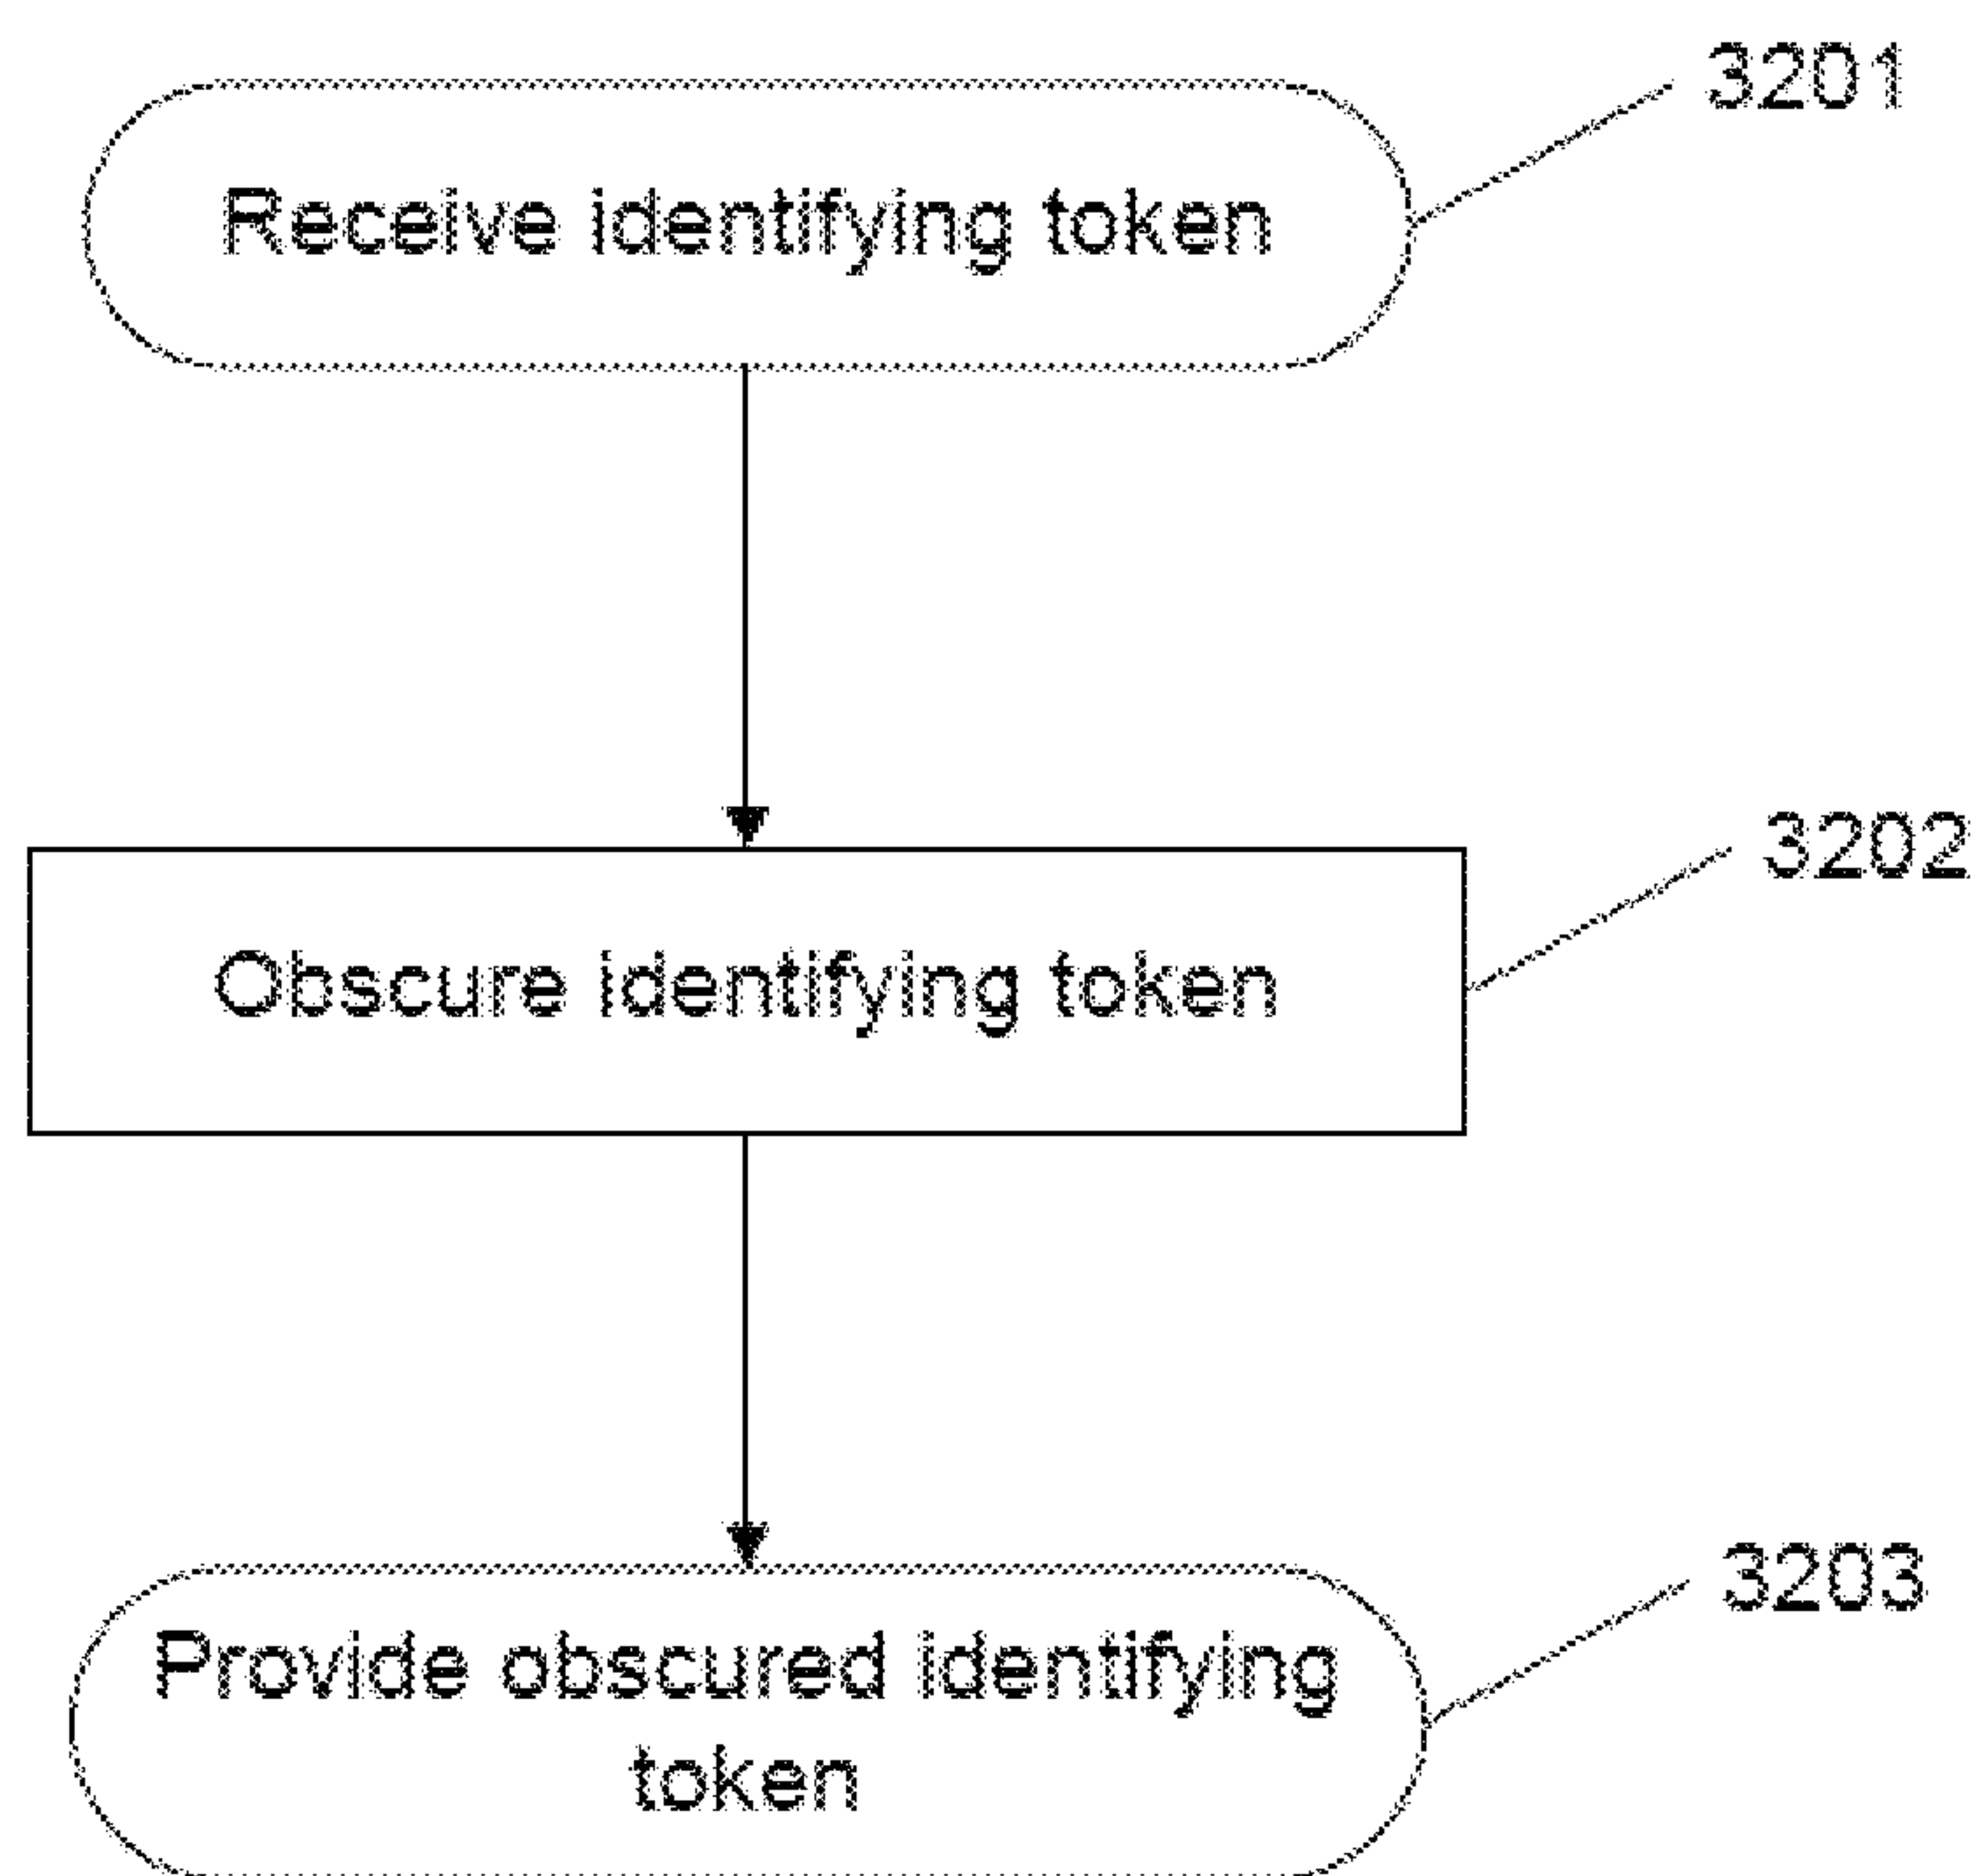 3201
Receive identifying token
3202
Obscure identifying token
3203
Provide obscured identifying
token